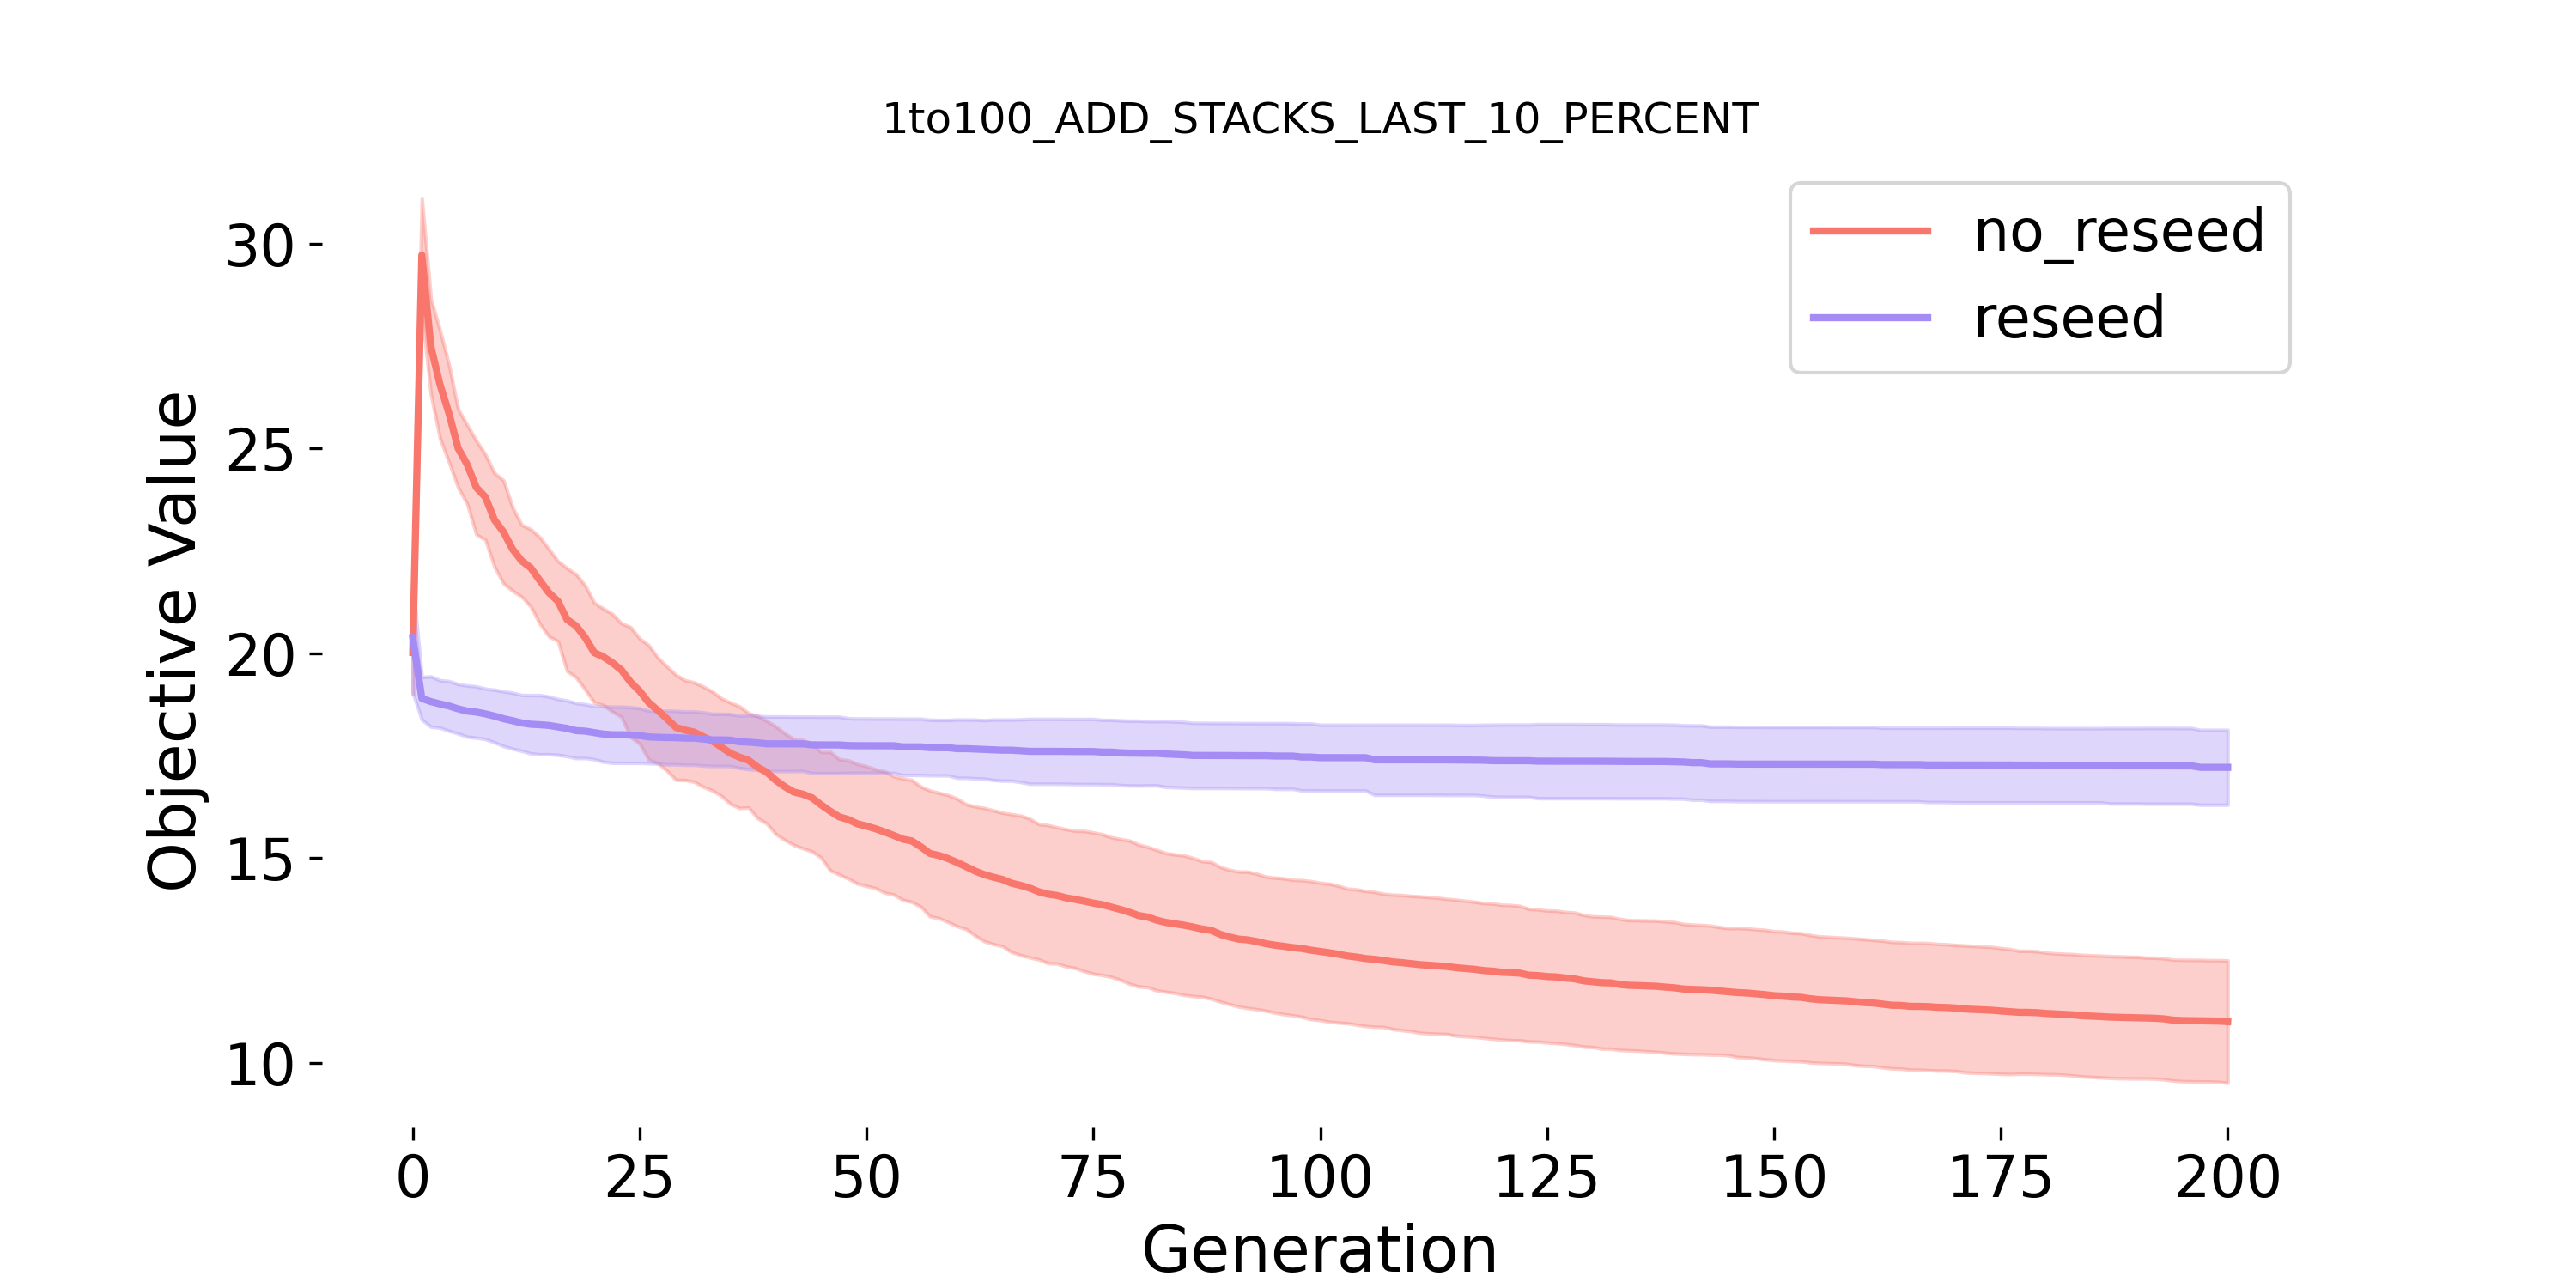 1to100_ADD_STACKS_LAST_10_PERCENT
no_reseed
reseed
Objective Value
30
25
20
15
10
0 25 50 75 100 125 150 175 200
Generation